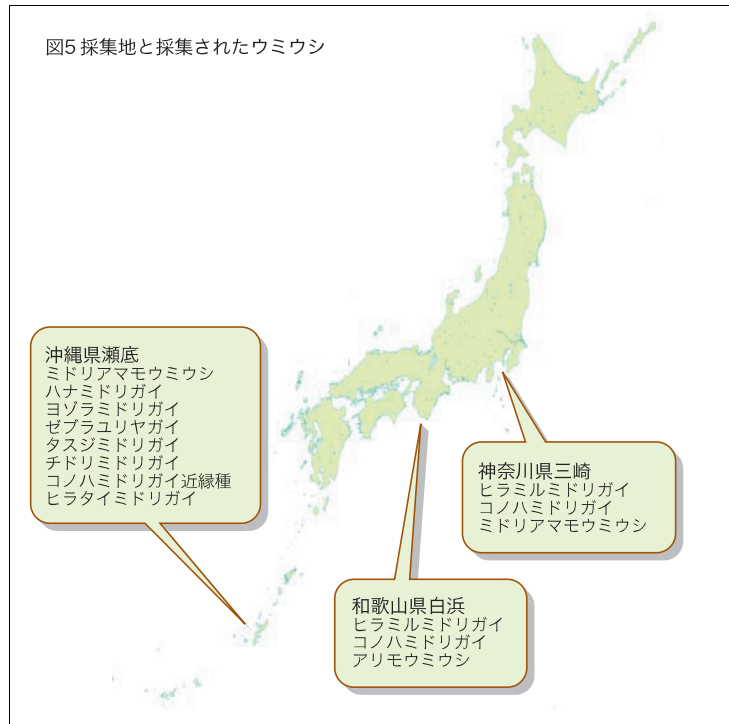 図5 採集地と採集されたウミウシ
沖縄県瀬底
ミドリアマモウミウシ
ハナミドリガイ
ヨゾラミドリガイ
ゼブラユリヤガイ
タスジミドリガイ
チドリミドリガイ
コノハミドリガイ近縁種
ヒラタイミドリガイ
神奈川県三崎
ヒラミルミドリガイ
コノハミドリガイ
ミドリアマモウミウシ
和歌山県白浜
ヒラミルミドリガイ
コノハミドリガイ
アリモウミウシ